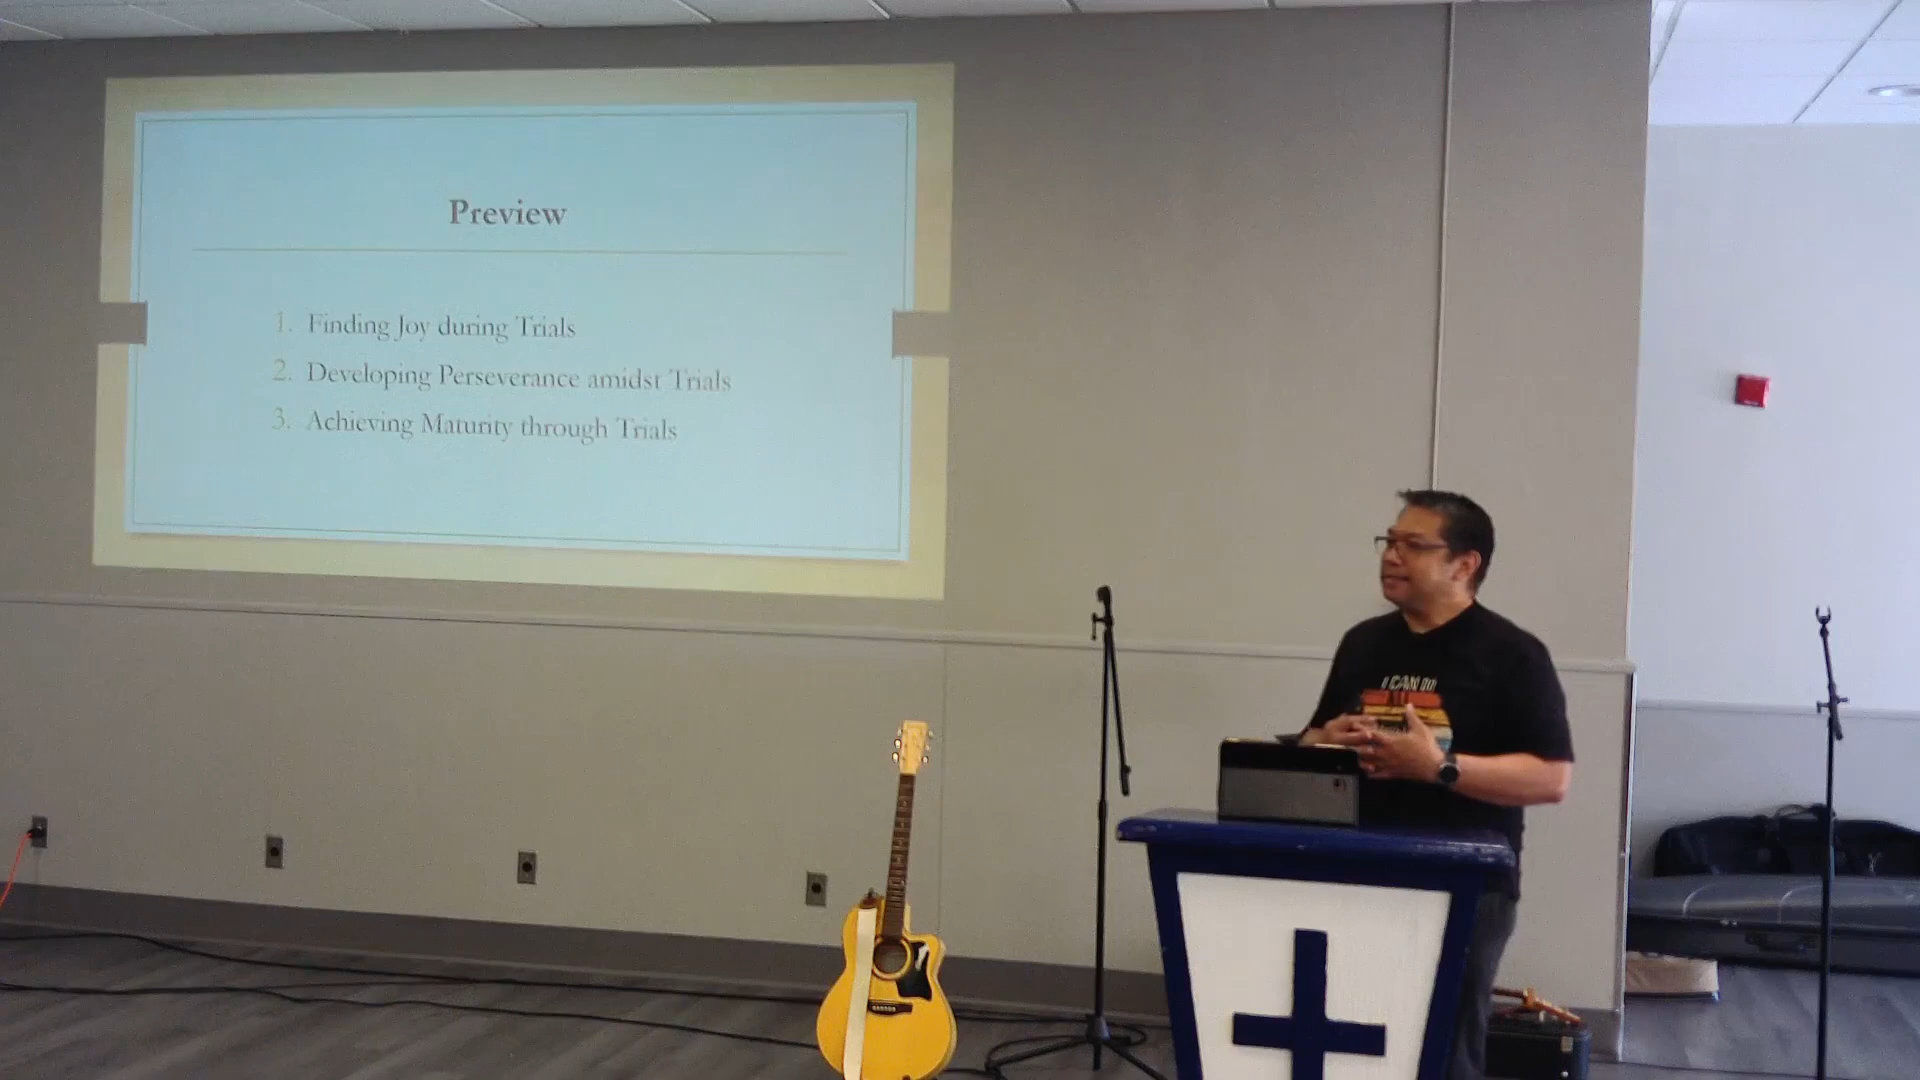 Preview
1. Finding Joy during Trials
2. Developing Perseverance amidst Trials
3. Achieving Maturity through Trials
I CAN DO